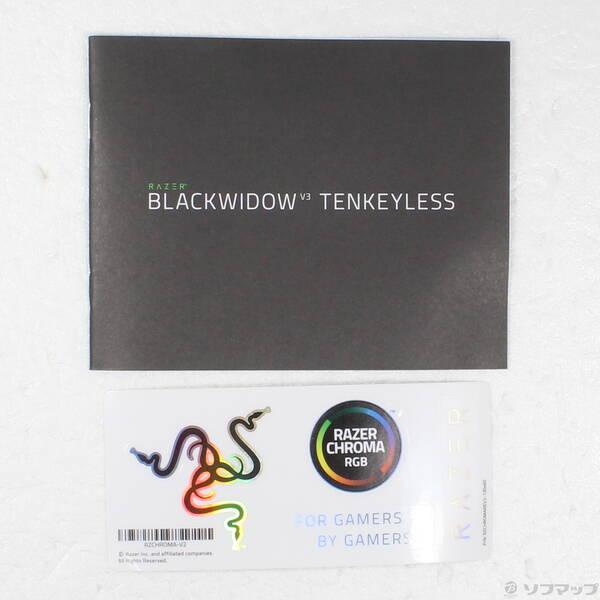 RAZER
BLACKWIDOW V3 TENKEYLESS
RAZER
CHROMA
RGB
FOR GAMERS
BY GAMERS
RAZER
RZCHROMA-V2
© Razer Inc. and affiliated companies.
All Rights Reserved.
ソフマップ